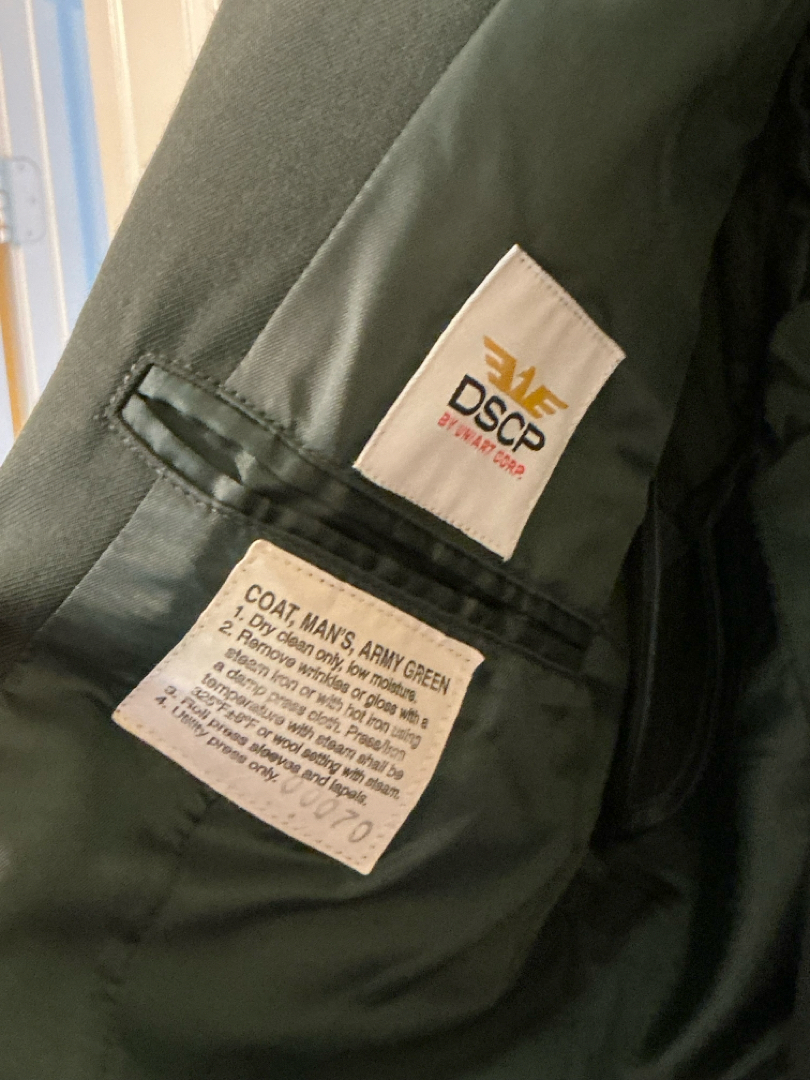 DSCP
BY UNIART CORP.
COAT, MAN'S, ARMY GREEN
1. Dry clean only, low moisture.
2. Remove wrinkles or gloss with a
steam iron or with hot iron using
a damp press cloth. Press/Iron
temperature with steam shall be
325°F±5°F or wool setting with steam.
3. Roll press sleeves and lapels.
4. Utility press only.
00070